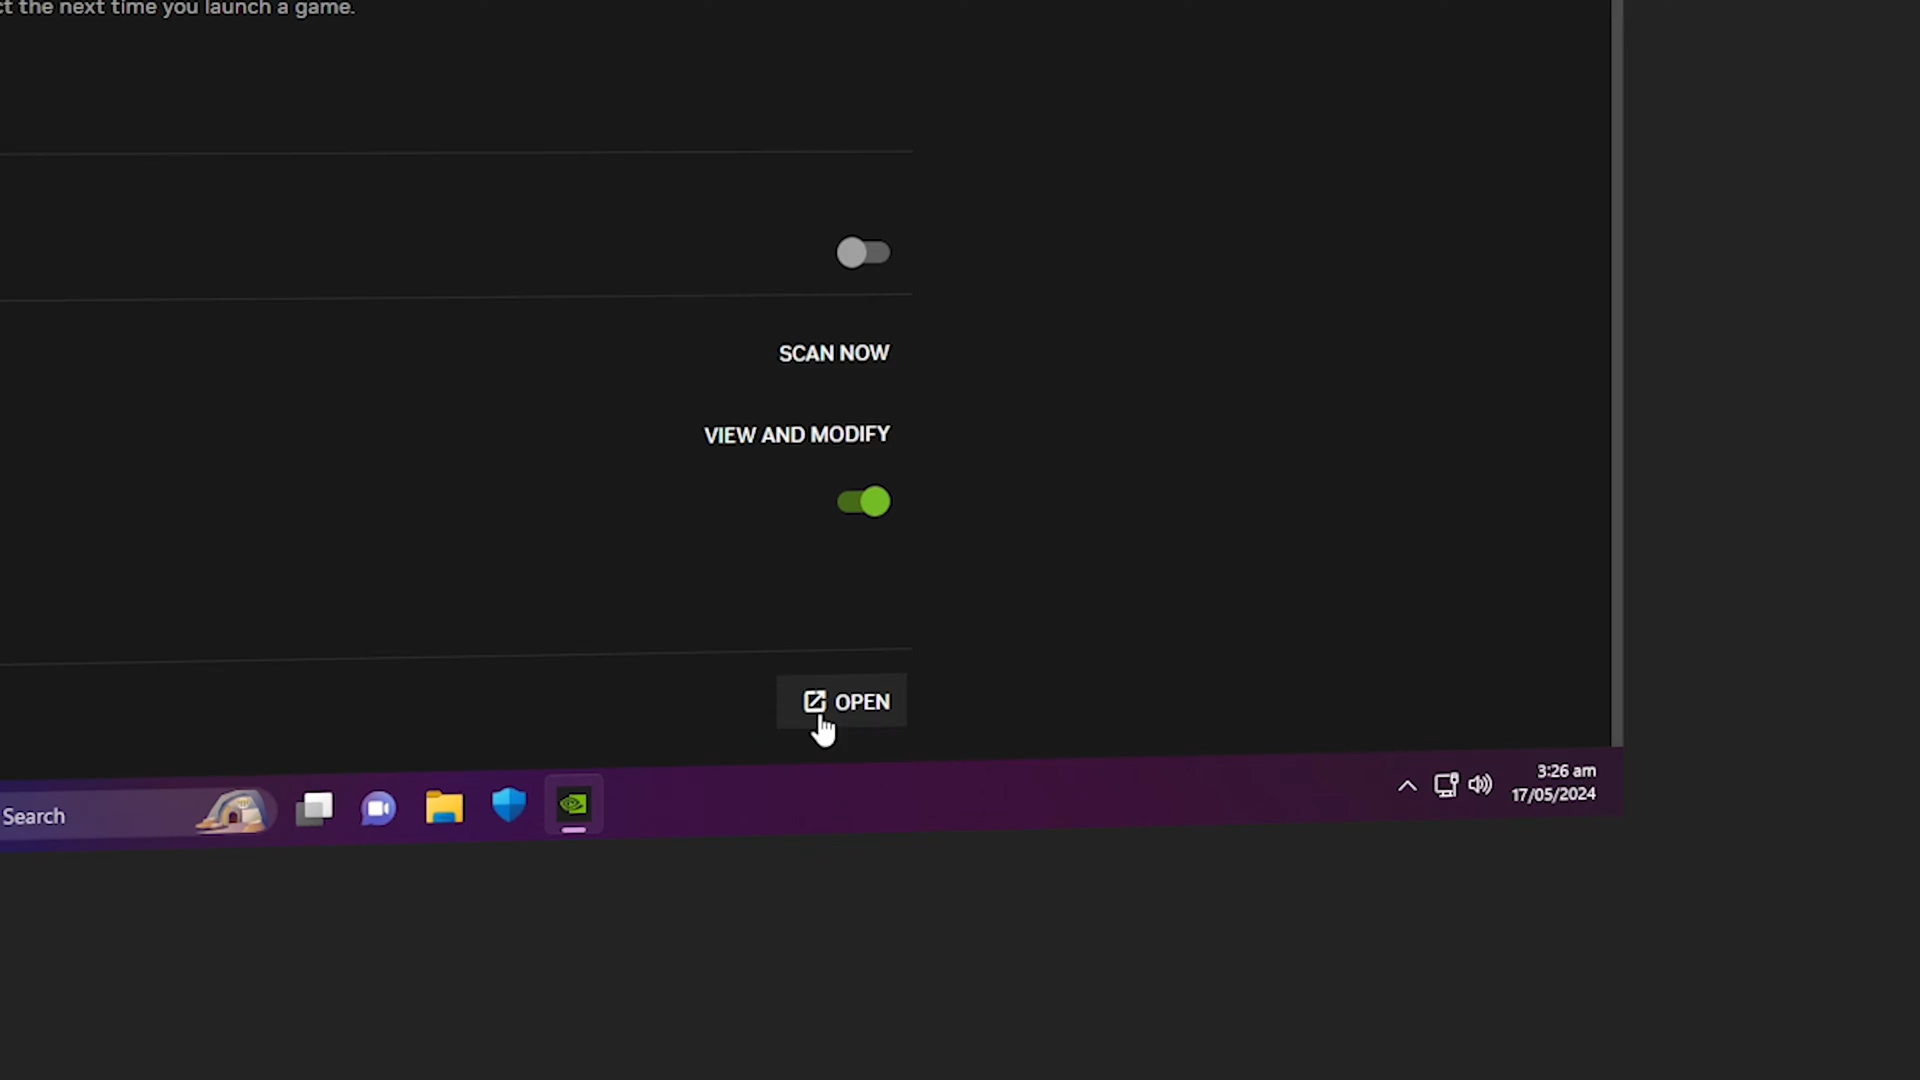 ct the next time you launch a game.
SCAN NOW
VIEW AND MODIFY
OPEN
Search
3:26 am
17/05/2024